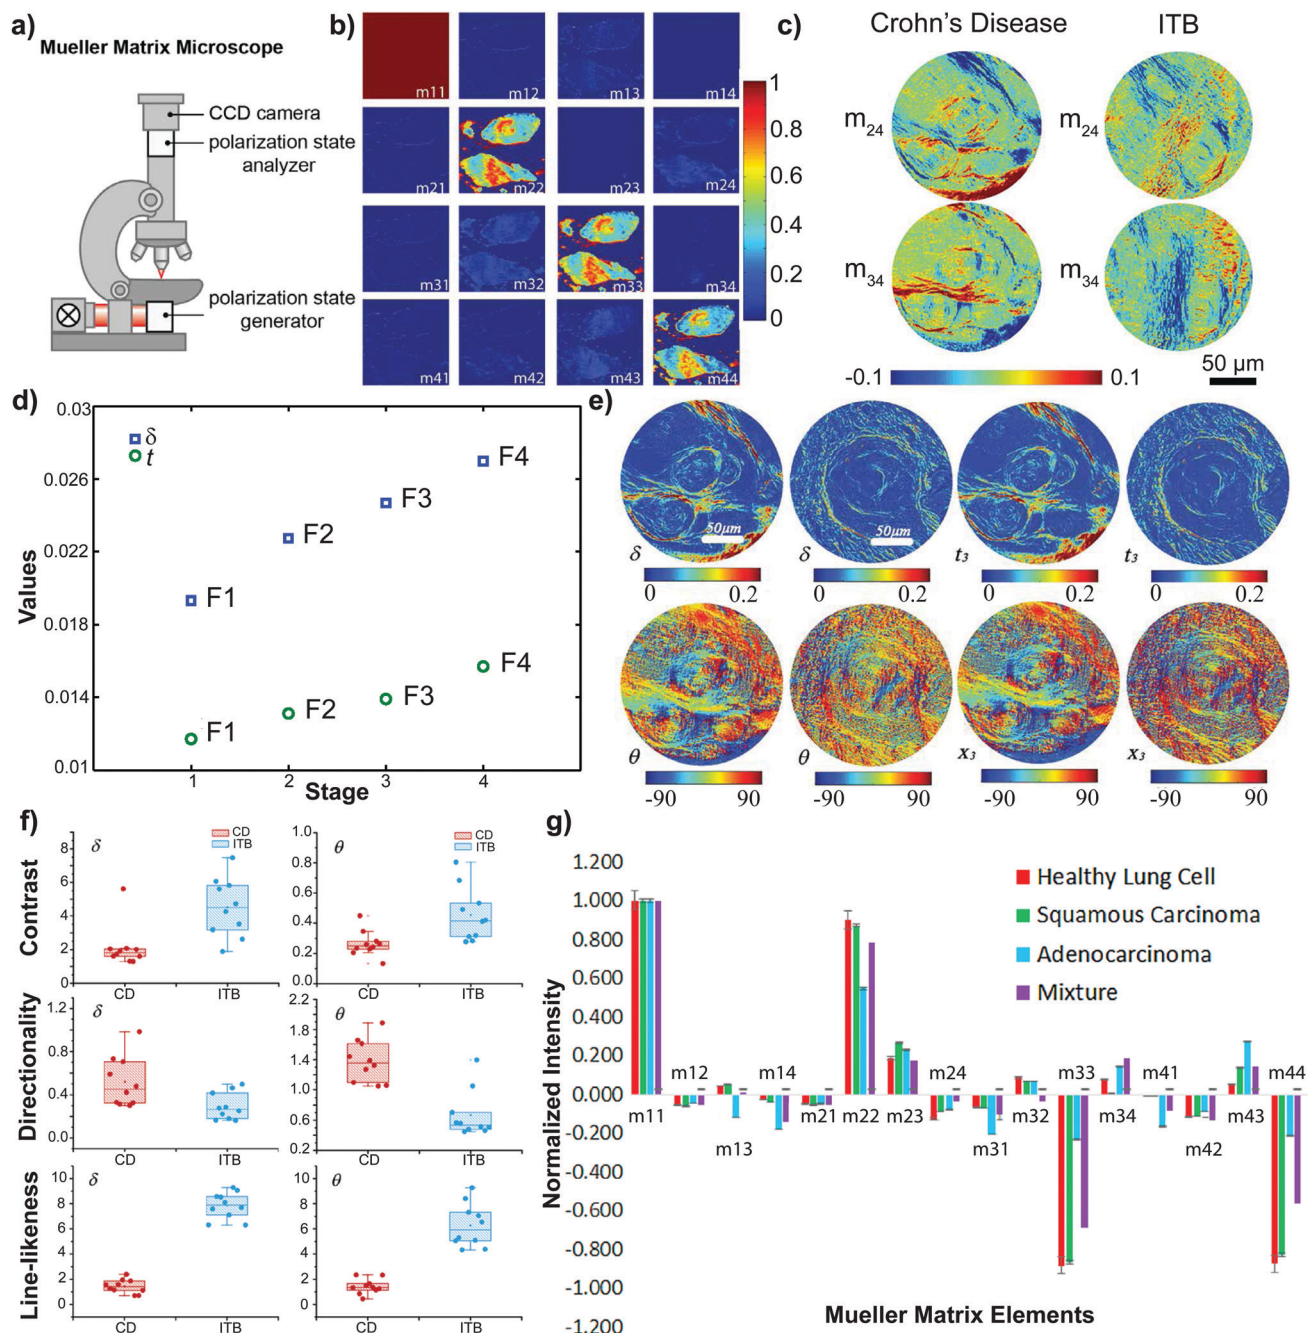 a)
Mueller Matrix Microscope
CCD camera
polarization state
analyzer
polarization state
generator
b)
m11
m12
m13
m14
m21
m22
m23
m24
m31
m32
m33
m34
m41
m42
m43
m44
1
0.8
0.6
0.4
0.2
0
c)
Crohn's Disease
ITB
m24
m24
m34
m34
-0.1
0.1
50 μm
d)
Values
0.03
0.026
0.022
0.018
0.014
0.01
δ
t
F1
F2
F3
F4
F1
F2
F3
F4
1
2
3
4
Stage
e)
50μm
50μm
δ
δ
t3
t3
0 0.2
0 0.2
0 0.2
0 0.2
θ
θ
x3
x3
-90 90
-90 90
-90 90
-90 90
f)
Contrast
δ
CD
ITB
8
6
4
2
0
CD
ITB
θ
CD
ITB
1.0
0.8
0.6
0.4
0.2
0.0
CD
ITB
Directionality
δ
1.2
0.8
0.4
0.0
CD
ITB
θ
2.2
1.8
1.4
1.0
0.6
0.2
CD
ITB
Line-likeness
δ
10
8
6
4
2
0
CD
ITB
θ
10
8
6
4
2
0
CD
ITB
g)
Normalized Intensity
1.200
1.000
0.800
0.600
0.400
0.200
0.000
-0.200
-0.400
-0.600
-0.800
-1.000
-1.200
Healthy Lung Cell
Squamous Carcinoma
Adenocarcinoma
Mixture
m11
m12
m13
m14
m21
m22
m23
m24
m31
m32
m33
m34
m41
m42
m43
m44
Mueller Matrix Elements